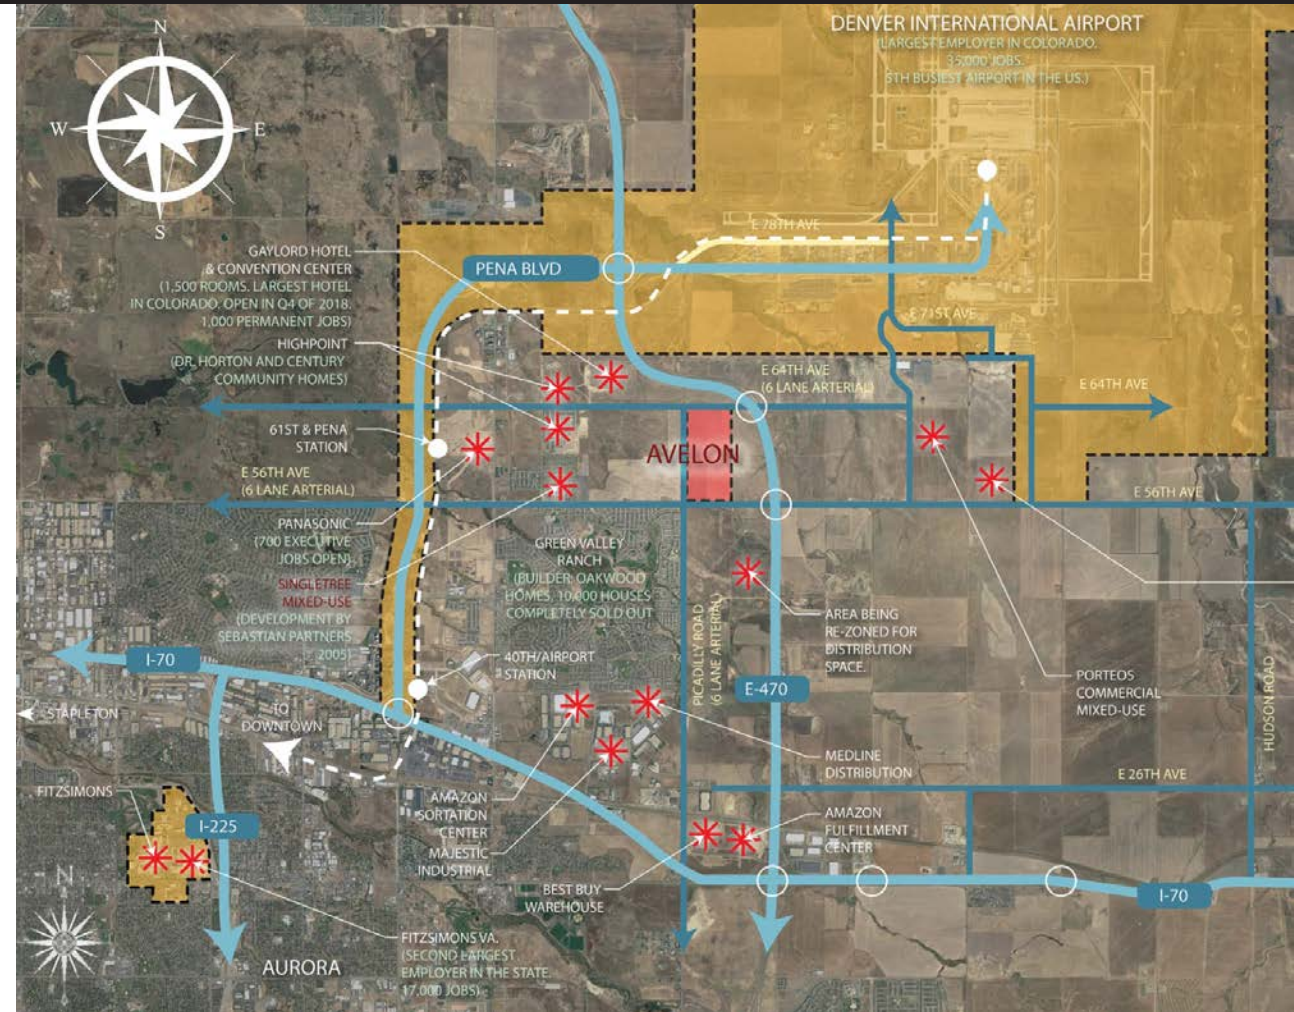 DENVER INTERNATIONAL AIRPORT
(LARGEST EMPLOYER IN COLORADO.
35,000 JOBS.
5TH BUSIEST AIRPORT IN THE US.)
N
W
E
S
E 78TH AVE
GAYLORD HOTEL
& CONVENTION CENTER
(1,500 ROOMS. LARGEST HOTEL
IN COLORADO. OPEN IN Q4 OF 2018.
1,000 PERMANENT JOBS)
PENA BLVD
E 71ST AVE
HIGHPOINT
(DR. HORTON AND CENTURY
COMMUNITY HOMES)
E 64TH AVE
(6 LANE ARTERIAL)
E 64TH AVE
61ST & PENA
STATION
AVELON
E 56TH AVE
(6 LANE ARTERIAL)
E 56TH AVE
PANASONIC
(700 EXECUTIVE
JOBS OPEN)
GREEN VALLEY
RANCH
(BUILDER: OAKWOOD
HOMES. 10,000 HOUSES
COMPLETELY SOLD OUT
SINGLETREE
MIXED-USE
(DEVELOPMENT BY
SEBASTIAN PARTNERS
2005)
AREA BEING
RE-ZONED FOR
DISTRIBUTION
SPACE.
I-70
40TH/AIRPORT
STATION
PICADILLY ROAD
(6 LANE ARTERIAL)
E-470
PORTEOS
COMMERCIAL
MIXED-USE
HUDSON ROAD
STAPLETON
TO
DOWNTOWN
MEDLINE
DISTRIBUTION
E 26TH AVE
FITZSIMONS
I-225
AMAZON
SORTATION
CENTER
MAJESTIC
INDUSTRIAL
AMAZON
FULFILLMENT
CENTER
BEST BUY
WAREHOUSE
I-70
N
FITZSIMONS VA.
(SECOND LARGEST
EMPLOYER IN THE STATE.
17,000 JOBS)
AURORA